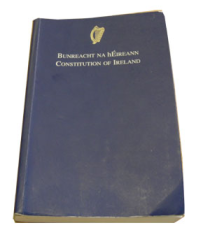 BUNREACHT NA hÉIREANN
CONSTITUTION OF IRELAND